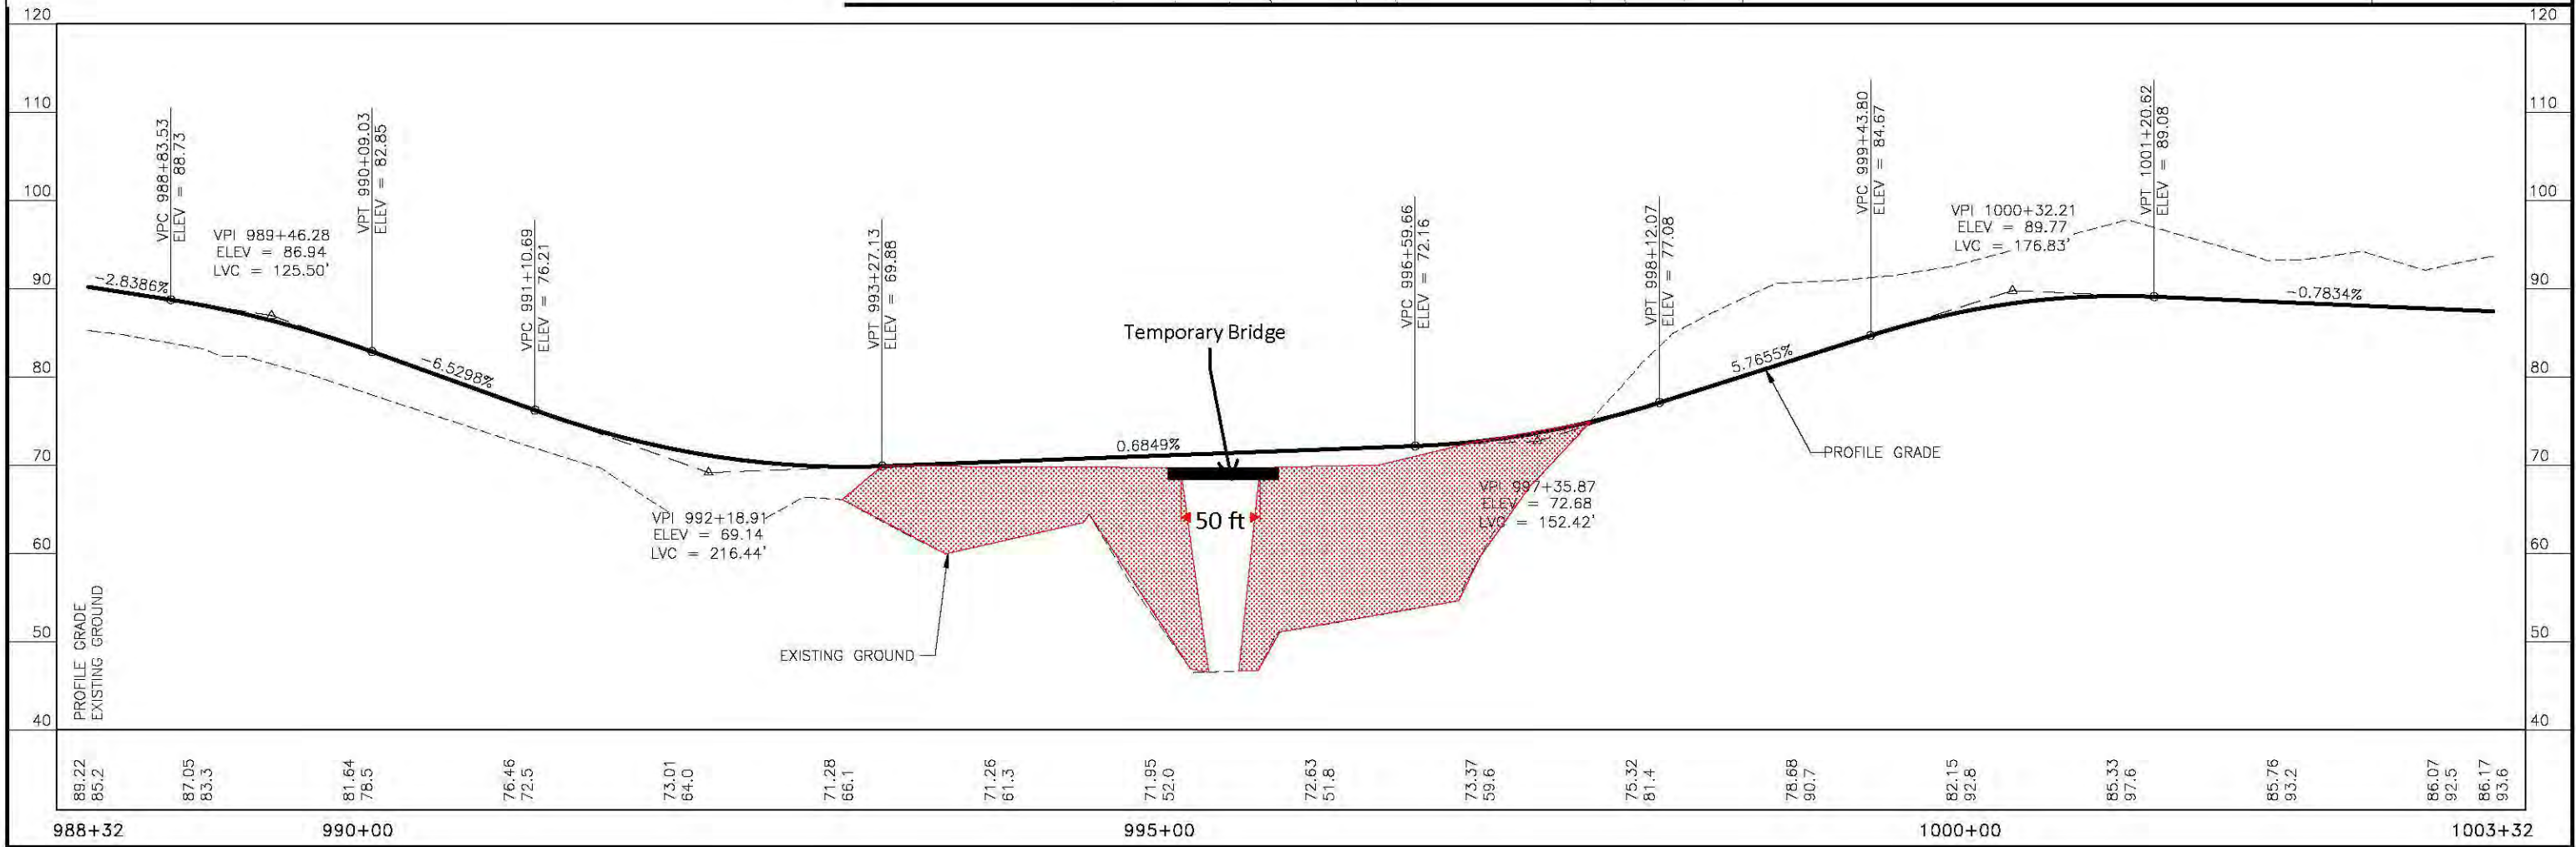 120
120
110
110
100
100
90
90
80
80
70
70
60
60
50
50
40
40
VPC 988+83.53
ELEV = 88.73
VPI 989+46.28
ELEV = 86.94
LVC = 125.50'
VPT 990+09.03
ELEV = 82.85
VPC 991+10.69
ELEV = 76.21
VPI 992+18.91
ELEV = 69.14
LVC = 216.44'
VPT 993+27.13
ELEV = 69.88
Temporary Bridge
50 ft
VPC 996+59.66
ELEV = 72.16
VPI 997+35.87
ELEV = 72.68
LVC = 152.42'
VPT 998+12.07
ELEV = 77.08
VPC 999+43.80
ELEV = 84.67
VPI 1000+32.21
ELEV = 89.77
LVC = 176.83'
VPT 1001+20.62
ELEV = 89.08
-2.8386%
-6.5298%
0.6849%
5.7655%
-0.7834%
PROFILE GRADE
EXISTING GROUND
PROFILE GRADE
EXISTING GROUND
89.22
85.2
87.05
83.3
81.64
78.5
76.46
72.5
73.01
64.0
71.28
66.1
71.26
61.3
71.95
52.0
72.63
51.8
73.37
59.6
75.32
81.4
78.68
90.7
82.15
92.8
85.33
97.6
85.76
93.2
86.07
92.5
86.17
93.6
988+32
990+00
995+00
1000+00
1003+32